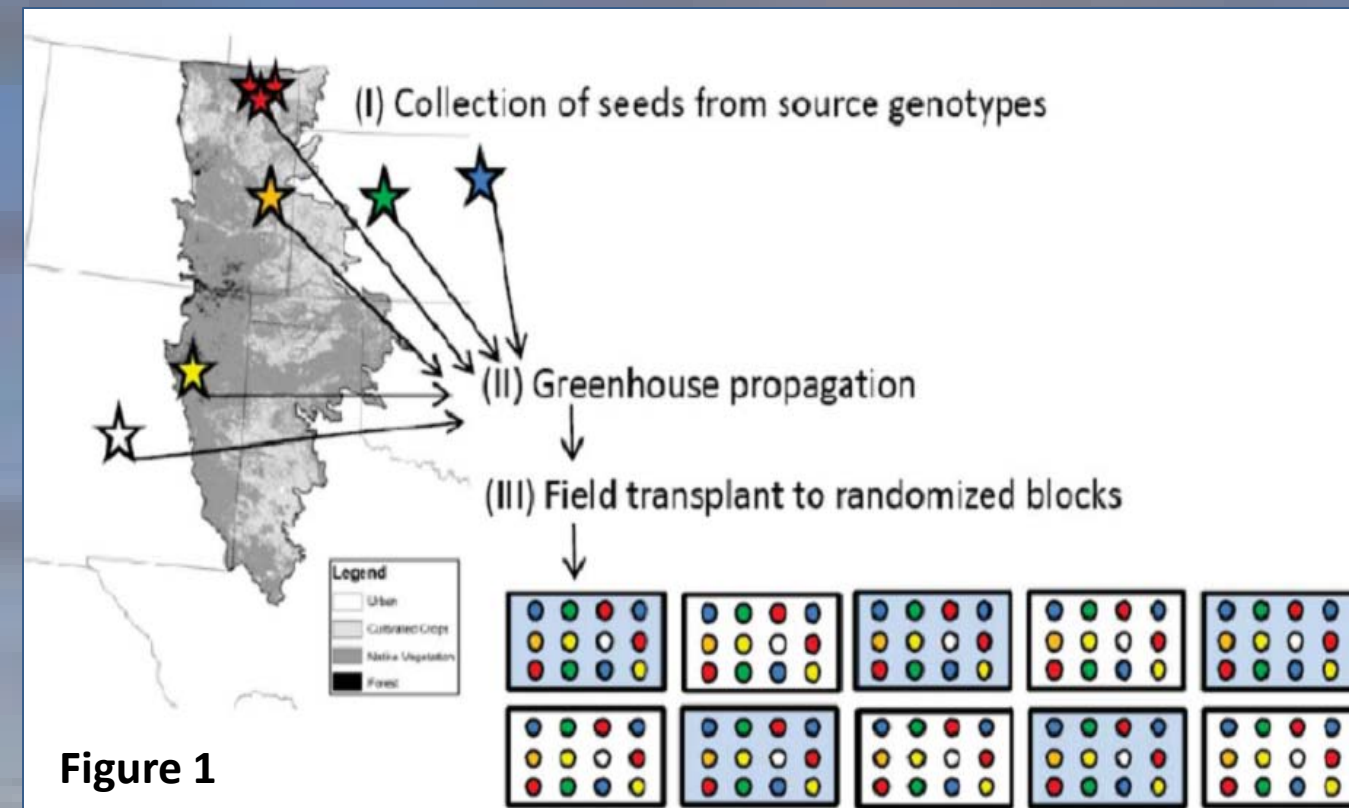 (I) Collection of seeds from source genotypes
(II) Greenhouse propagation
(III) Field transplant to randomized blocks
Legend
Urban
Cultivated Crops
Native Vegetation
Forest
Figure 1